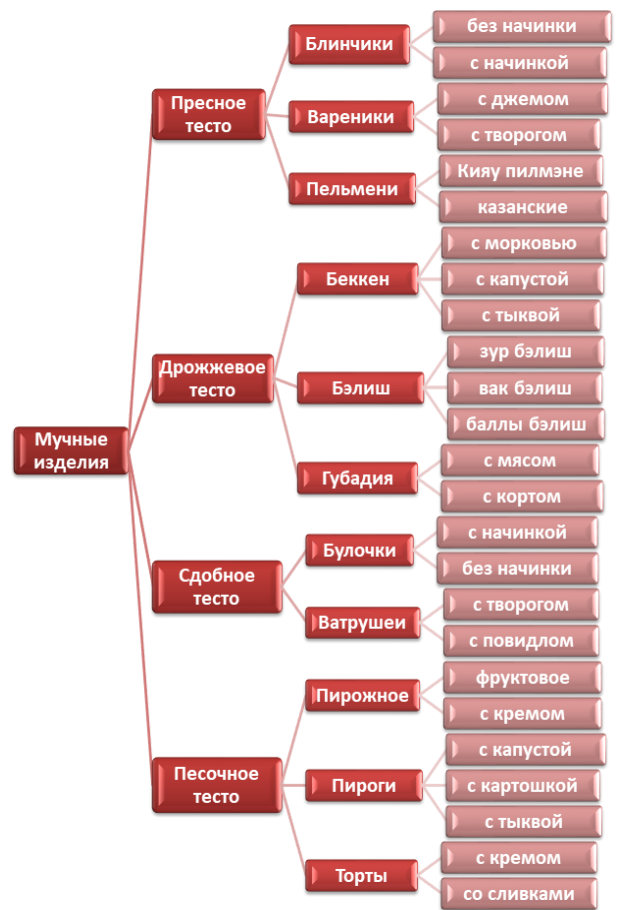 Мучные
изделия
Пресное
тесто
Блинчики
без начинки
с начинкой
Вареники
с джемом
с творогом
Пельмени
Кияу пилмэне
казанские
Дрожжевое
тесто
Беккен
с морковью
с капустой
с тыквой
Бэлиш
зур бэлиш
вак бэлиш
баллы бэлиш
Губадия
с мясом
с кортом
Сдобное
тесто
Булочки
с начинкой
без начинки
Ватрушеи
с творогом
с повидлом
Песочное
тесто
Пирожное
фруктовое
с кремом
Пироги
с капустой
с картошкой
с тыквой
Торты
с кремом
со сливками